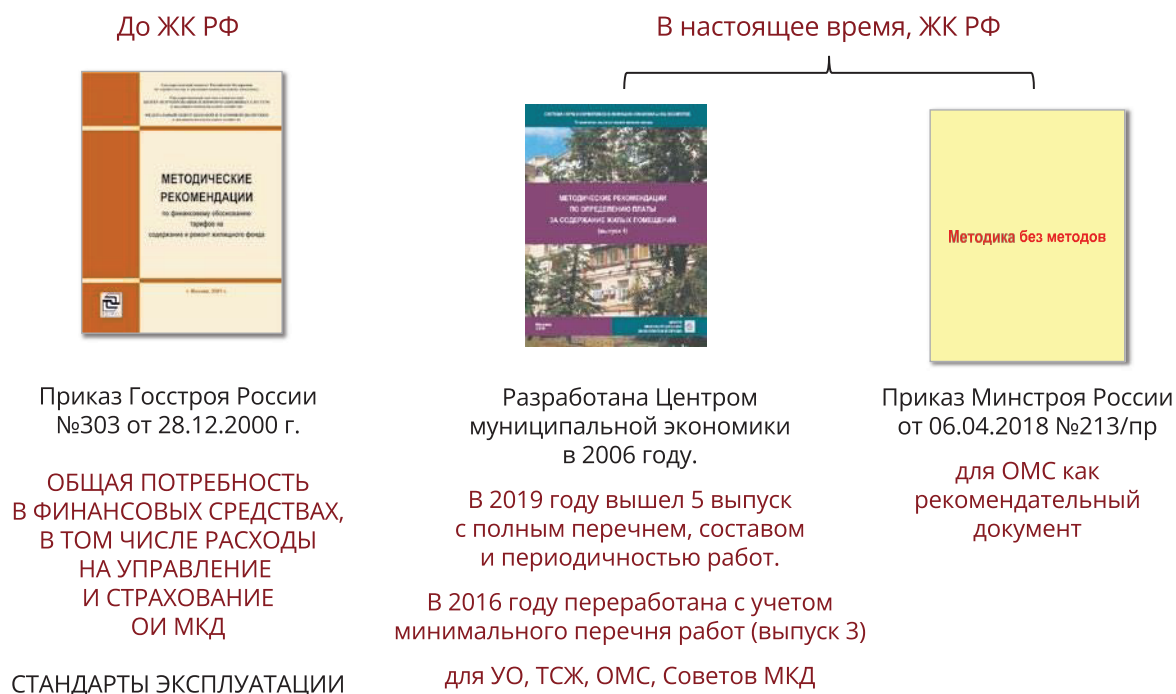 До ЖК РФ
МЕТОДИЧЕСКИЕ
РЕКОМЕНДАЦИИ
по финансовому обоснованию
тарифов на
содержание и ремонт жилищного фонда
г. Москва, 2001 г.
Приказ Госстроя России
№303 от 28.12.2000 г.
ОБЩАЯ ПОТРЕБНОСТЬ
В ФИНАНСОВЫХ СРЕДСТВАХ,
В ТОМ ЧИСЛЕ РАСХОДЫ
НА УПРАВЛЕНИЕ
И СТРАХОВАНИЕ
ОИ МКД
СТАНДАРТЫ ЭКСПЛУАТАЦИИ
В настоящее время, ЖК РФ
МЕТОДИЧЕСКИЕ РЕКОМЕНДАЦИИ
ПО ОПРЕДЕЛЕНИЮ ПЛАТЫ
ЗА СОДЕРЖАНИЕ ЖИЛЫХ ПОМЕЩЕНИЙ
Разработана Центром
муниципальной экономики
в 2006 году.
В 2019 году вышел 5 выпуск
с полным перечнем, составом
и периодичностью работ.
В 2016 году переработана с учетом
минимального перечня работ (выпуск 3)
для УО, ТСЖ, ОМС, Советов МКД
Методика без методов
Приказ Минстроя России
от 06.04.2018 №213/пр
для ОМС как
рекомендательный
документ